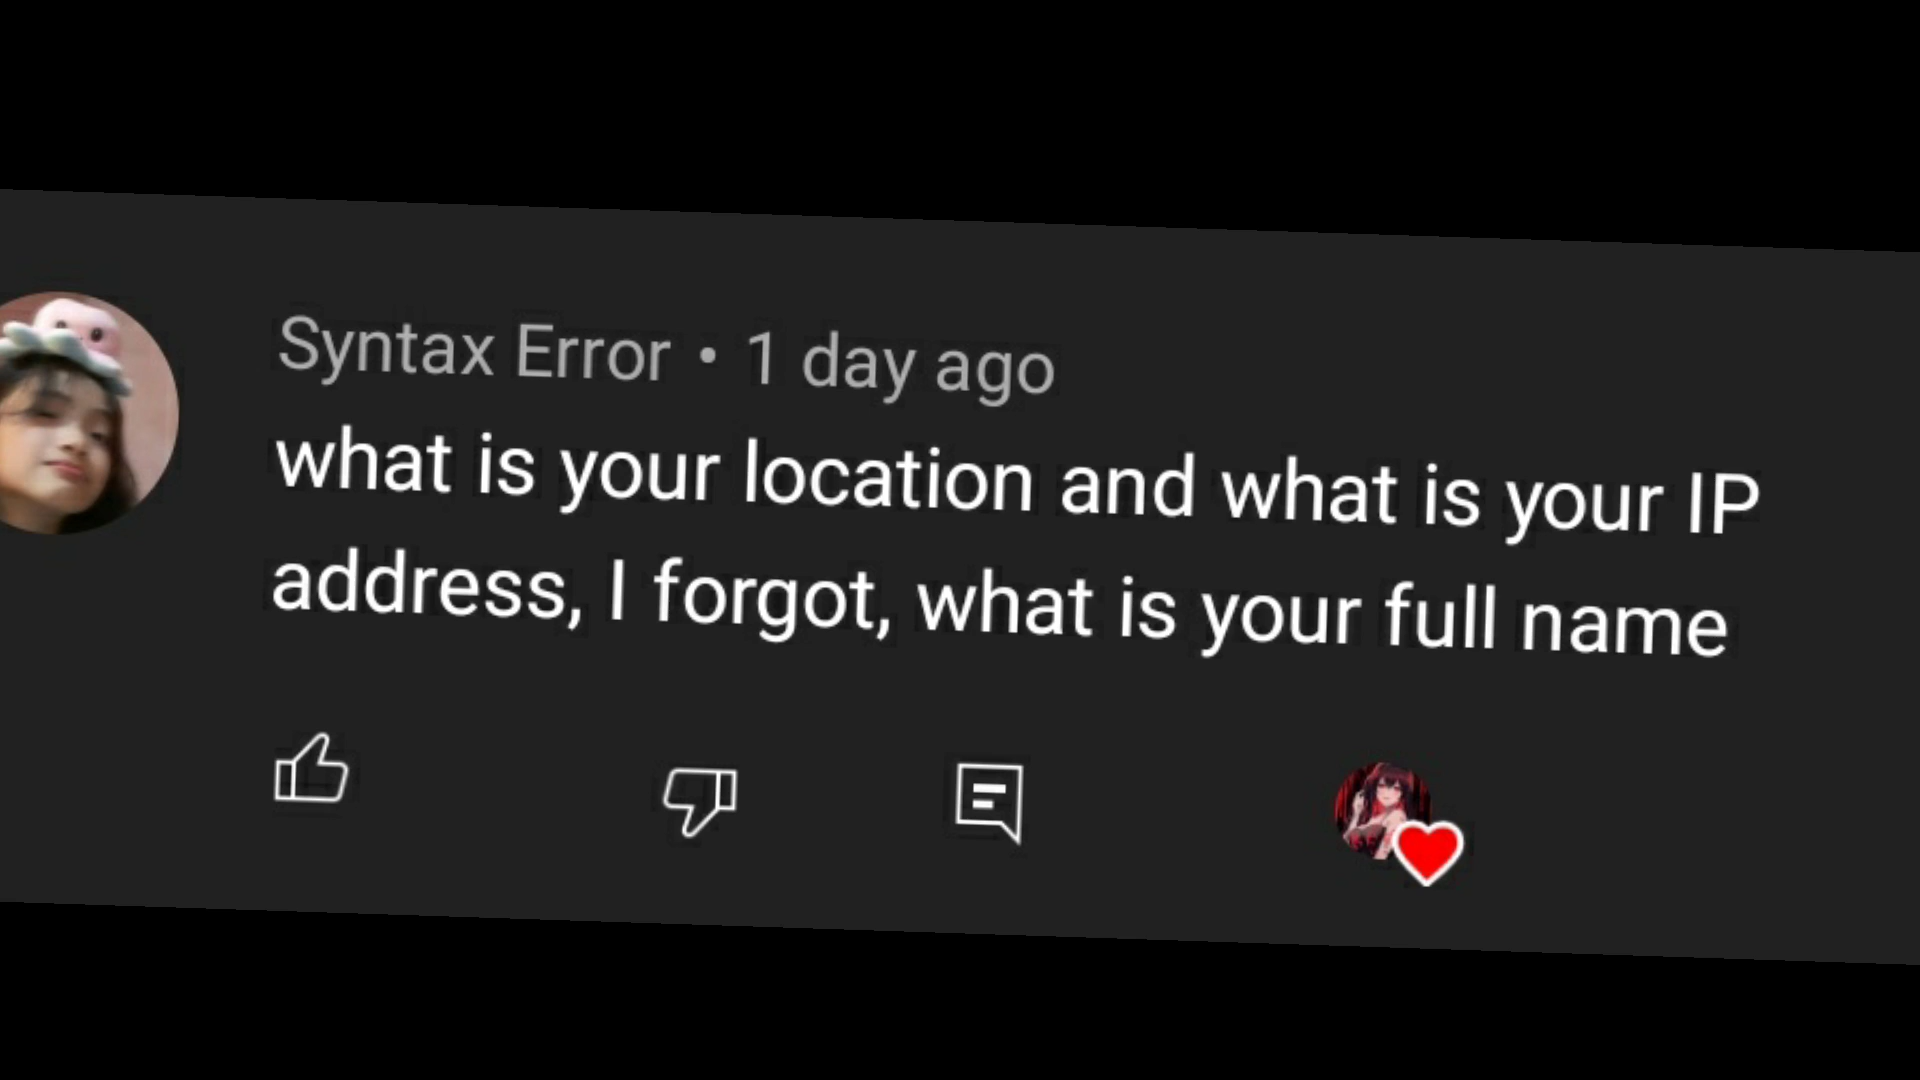 Syntax Error • 1 day ago
what is your location and what is your IP
address, I forgot, what is your full name